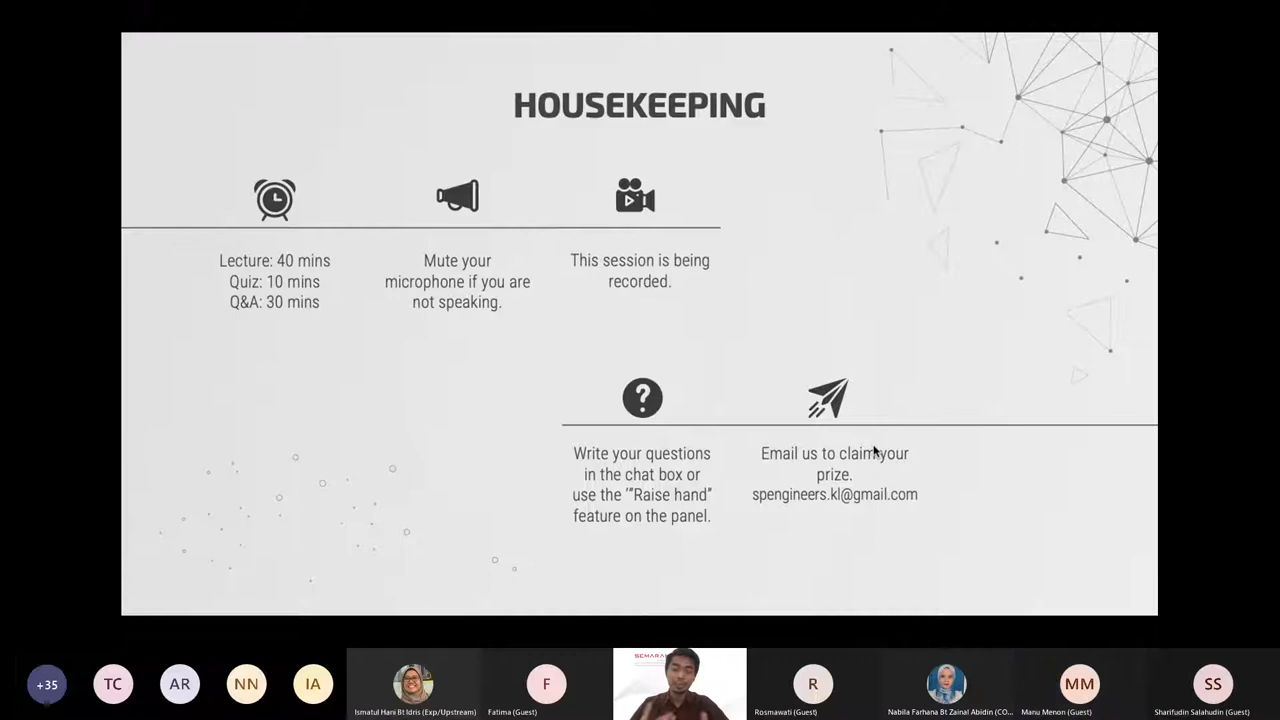 HOUSEKEEPING
Lecture: 40 mins
Quiz: 10 mins
Q&A: 30 mins
Mute your
microphone if you are
not speaking.
This session is being
recorded.
Write your questions
in the chat box or
use the ‘“Raise hand”
feature on the panel.
Email us to claim your
prize.
spengineers.kl@gmail.com
+35
TC
AR
NN
IA
Ismatul Hani Bt Idris (Exp/Upstream)
F
Fatima (Guest)
R
Rosmawati (Guest)
Nabila Farhana Bt Zainal Abidin (CO...
MM
Manu Menon (Guest)
SS
Sharifudin Salahudin (Guest)